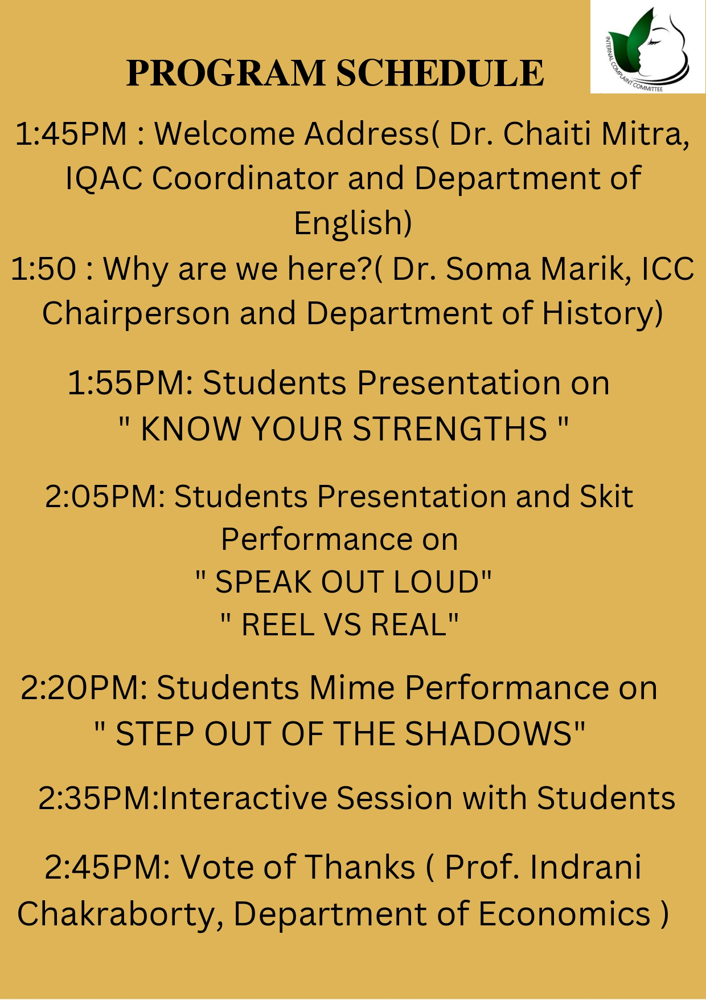 INTERNAL COMPLAINT COMMITTEE
PROGRAM SCHEDULE
1:45PM : Welcome Address( Dr. Chaiti Mitra,
IQAC Coordinator and Department of
English)
1:50 : Why are we here?( Dr. Soma Marik, ICC
Chairperson and Department of History)
1:55PM: Students Presentation on
" KNOW YOUR STRENGTHS "
2:05PM: Students Presentation and Skit
Performance on
" SPEAK OUT LOUD"
" REEL VS REAL"
2:20PM: Students Mime Performance on
" STEP OUT OF THE SHADOWS"
2:35PM:Interactive Session with Students
2:45PM: Vote of Thanks ( Prof. Indrani
Chakraborty, Department of Economics )